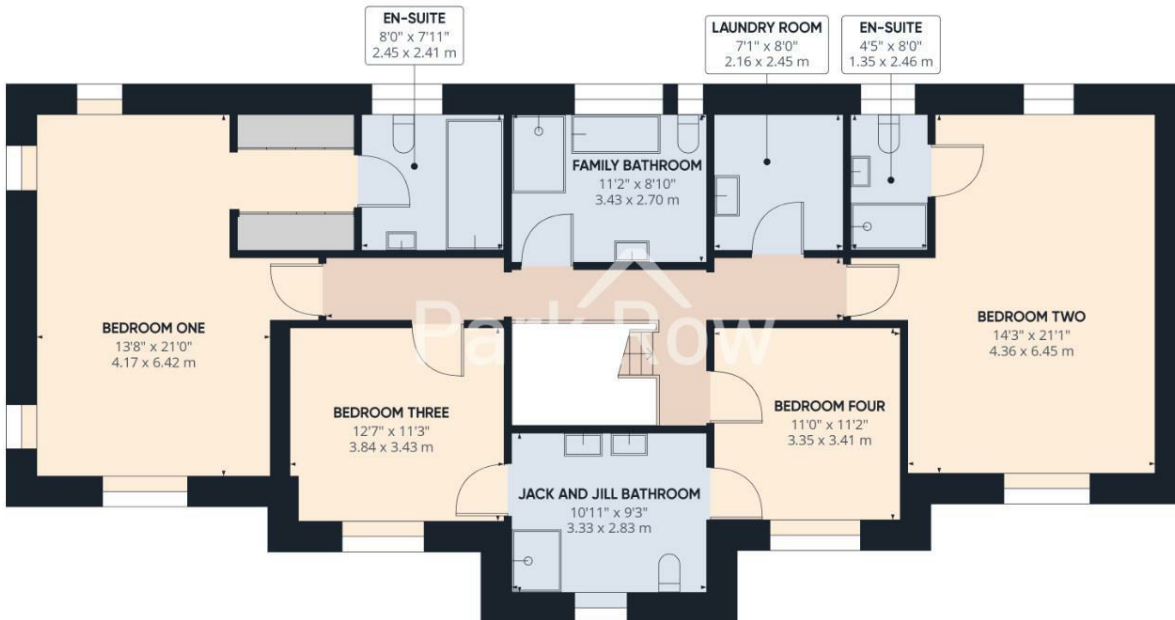 EN-SUITE
8'0" x 7'11"
2.45 x 2.41 m
LAUNDRY ROOM
7'1" x 8'0"
2.16 x 2.45 m
EN-SUITE
4'5" x 8'0"
1.35 x 2.46 m
FAMILY BATHROOM
11'2" x 8'10"
3.43 x 2.70 m
BEDROOM ONE
13'8" x 21'0"
4.17 x 6.42 m
Park Row
BEDROOM TWO
14'3" x 21'1"
4.36 x 6.45 m
BEDROOM THREE
12'7" x 11'3"
3.84 x 3.43 m
BEDROOM FOUR
11'0" x 11'2"
3.35 x 3.41 m
JACK AND JILL BATHROOM
10'11" x 9'3"
3.33 x 2.83 m